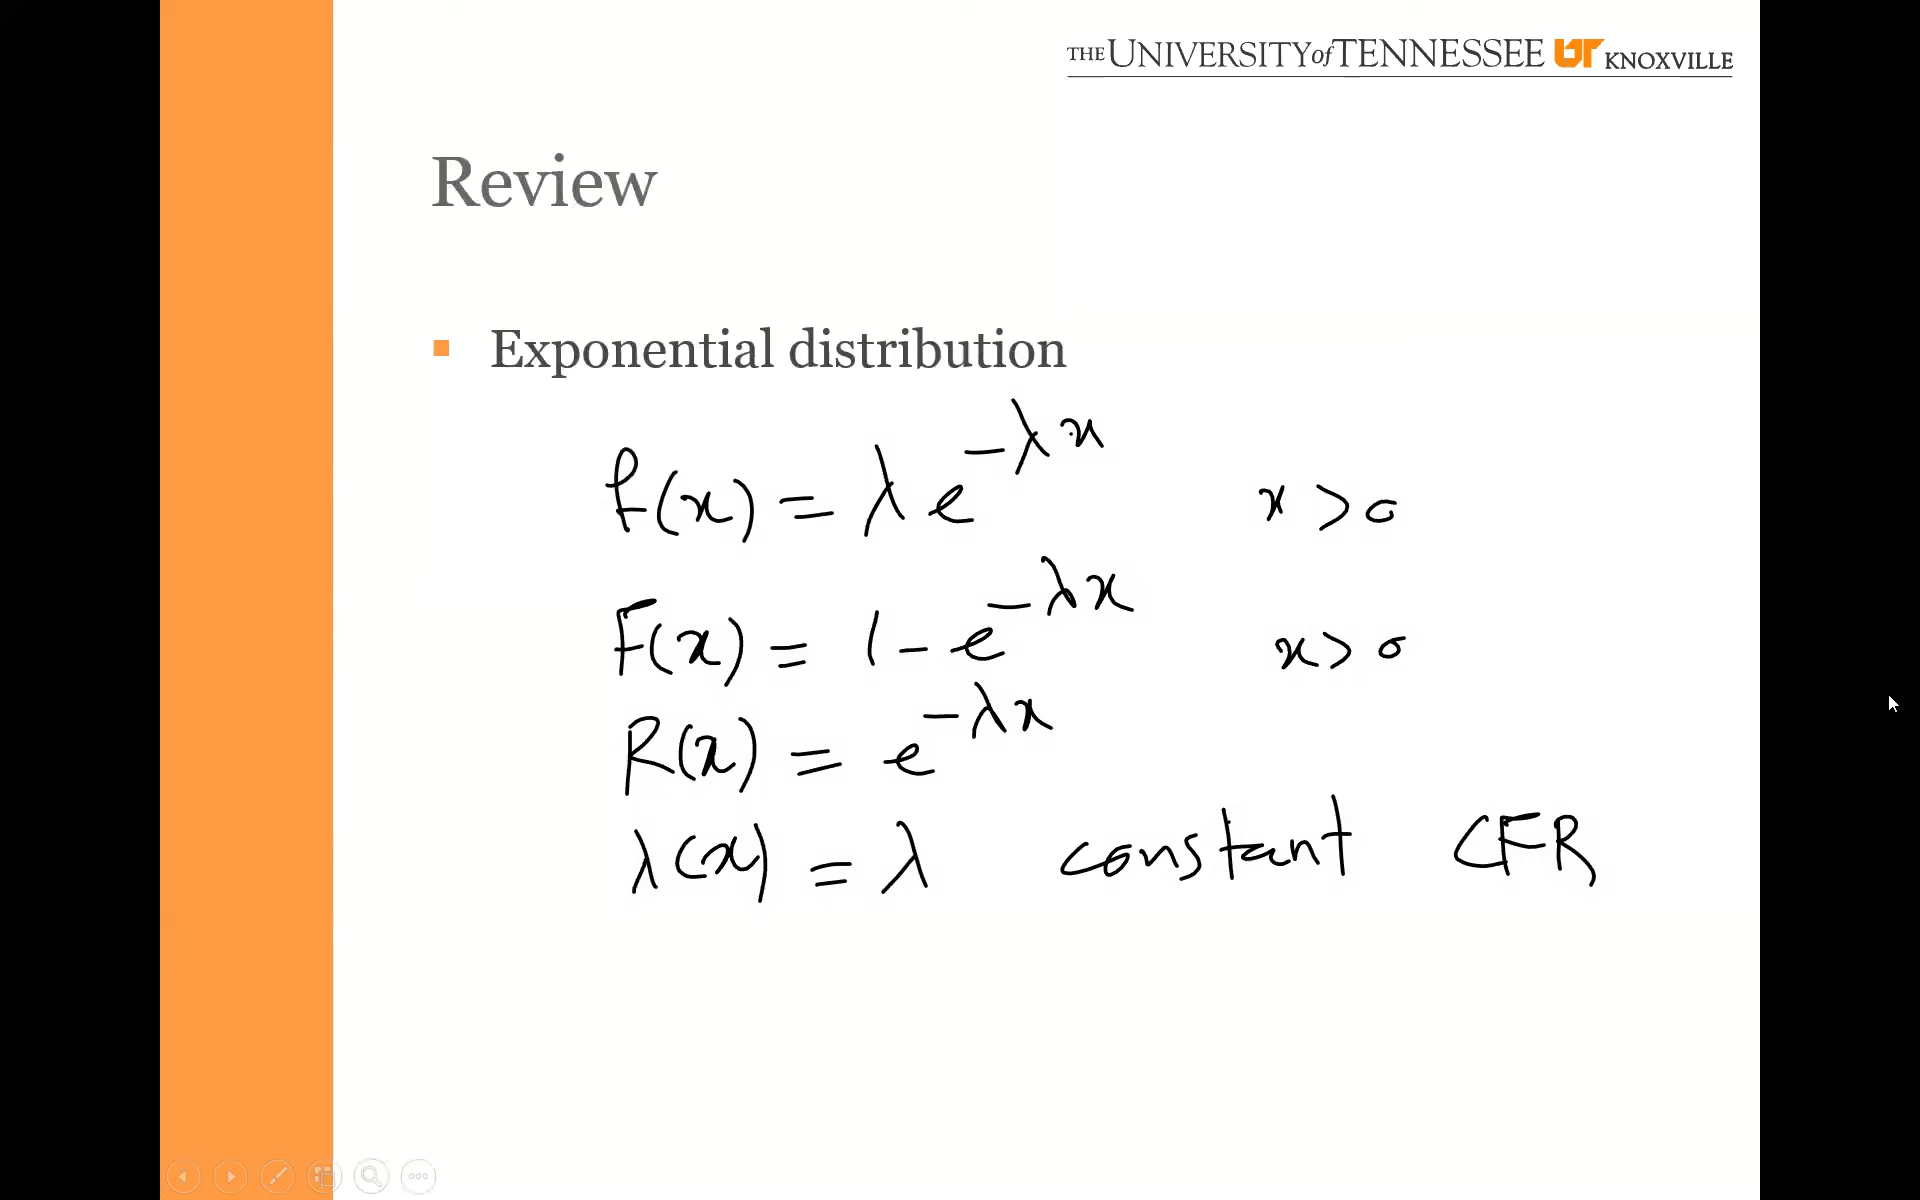 THE UNIVERSITY of TENNESSEE UT KNOXVILLE
Review
▪ Exponential distribution
f(x) = λe^{-λx}    x > 0
F(x) = 1 - e^{-λx}    x > 0
R(x) = e^{-λx}
λ(x) = λ    constant    CFR